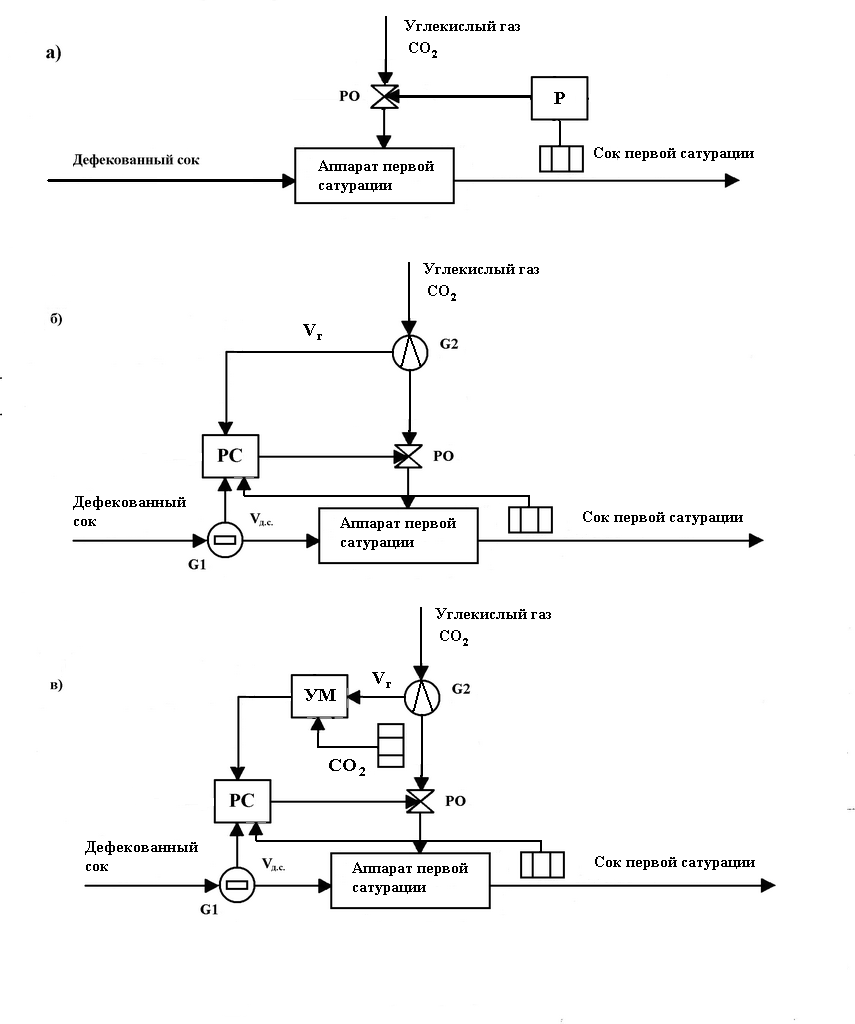 а)
Углекислый газ
CO2
РО
Р
Дефекованный сок
Аппарат первой
сатурации
Сок первой сатурации
б)
Углекислый газ
CO2
Vг
G2
РС
РО
Дефекованный
сок
Vд.с.
G1
Аппарат первой
сатурации
Сок первой сатурации
в)
Углекислый газ
CO2
УМ
Vг
G2
CO2
РС
РО
Дефекованный
сок
Vд.с.
G1
Аппарат первой
сатурации
Сок первой сатурации